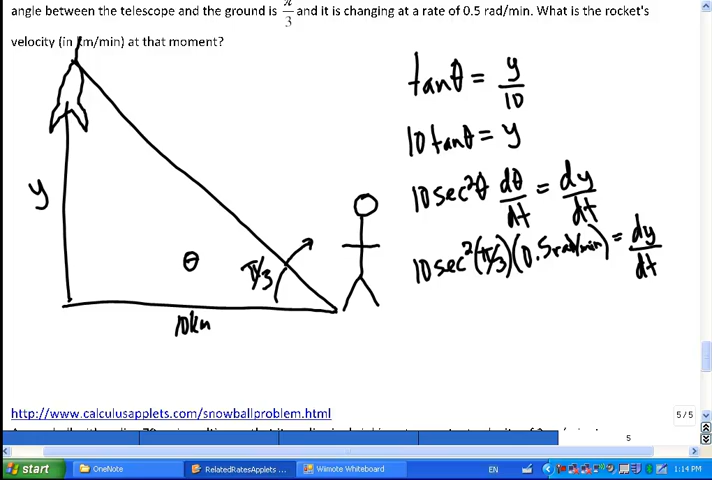 angle between the telescope and the ground is π/3 and it is changing at a rate of 0.5 rad/min. What is the rocket's
velocity (in km/min) at that moment?
tanθ = y/10
10tanθ = y
10sec²θ dθ/dt = dy/dt
10sec²(π/3)(0.5rad/min) = dy/dt
y
θ
π/3
10km
http://www.calculusapplets.com/snowballproblem.html
5/5
5
start
OneNote
RelatedRatesApplets ...
Wiimote Whiteboard
EN
1:14 PM